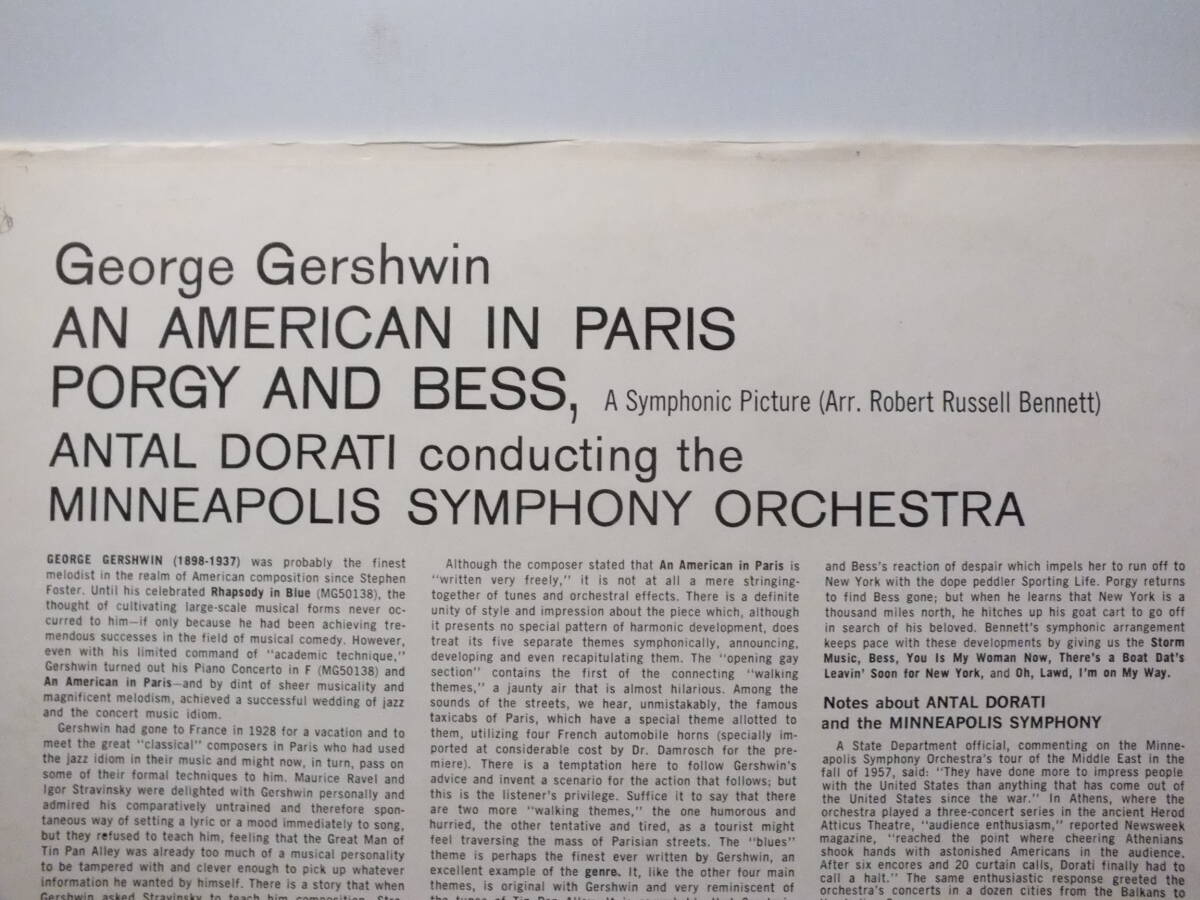 George Gershwin
AN AMERICAN IN PARIS
PORGY AND BESS, A Symphonic Picture (Arr. Robert Russell Bennett)
ANTAL DORATI conducting the
MINNEAPOLIS SYMPHONY ORCHESTRA
GEORGE GERSHWIN (1898-1937) was probably the finest
melodist in the realm of American composition since Stephen
Foster. Until his celebrated Rhapsody in Blue (MG50138), the
thought of cultivating large-scale musical forms never oc-
curred to him—if only because he had been achieving tre-
mendous successes in the field of musical comedy. However,
even with his limited command of "academic technique,"
Gershwin turned out his Piano Concerto in F (MG50138) and
An American in Paris—and by dint of sheer musicality and
magnificent melodism, achieved a successful wedding of jazz
and the concert music idiom.
Gershwin had gone to France in 1928 for a vacation and to
meet the great "classical" composers in Paris who had used
the jazz idiom in their music and might now, in turn, pass on
some of their formal techniques to him. Maurice Ravel and
Igor Stravinsky were delighted with Gershwin personally and
admired his comparatively untrained and therefore spon-
taneous way of setting a lyric or a mood immediately to song,
but they refused to teach him, feeling that the Great Man of
Tin Pan Alley was already too much of a musical personality
to be tampered with and clever enough to pick up whatever
information he wanted by himself. There is a story that when
Gershwin asked Stravinsky to teach him composition, Stra-
Although the composer stated that An American in Paris is
"written very freely," it is not at all a mere stringing-
together of tunes and orchestral effects. There is a definite
unity of style and impression about the piece which, although
it presents no special pattern of harmonic development, does
treat its five separate themes symphonically, announcing,
developing and even recapitulating them. The "opening gay
section" contains the first of the connecting "walking
themes," a jaunty air that is almost hilarious. Among the
sounds of the streets, we hear, unmistakably, the famous
taxicabs of Paris, which have a special theme allotted to
them, utilizing four French automobile horns (specially im-
ported at considerable cost by Dr. Damrosch for the pre-
miere). There is a temptation here to follow Gershwin's
advice and invent a scenario for the action that follows; but
this is the listener's privilege. Suffice it to say that there
are two more "walking themes," the one humorous and
hurried, the other tentative and tired, as a tourist might
feel traversing the mass of Parisian streets. The "blues"
theme is perhaps the finest ever written by Gershwin, an
excellent example of the genre. It, like the other four main
themes, is original with Gershwin and very reminiscent of
and Bess's reaction of despair which impels her to run off to
New York with the dope peddler Sporting Life. Porgy returns
to find Bess gone; but when he learns that New York is a
thousand miles north, he hitches up his goat cart to go off
in search of his beloved. Bennett's symphonic arrangement
keeps pace with these developments by giving us the Storm
Music, Bess, You Is My Woman Now, There's a Boat Dat's
Leavin' Soon for New York, and Oh, Lawd, I'm on My Way.
Notes about ANTAL DORATI
and the MINNEAPOLIS SYMPHONY
A State Department official, commenting on the Minne-
apolis Symphony Orchestra's tour of the Middle East in the
fall of 1957, said: "They have done more to impress people
with the United States than anything that has come out of
the United States since the war." In Athens, where the
orchestra played a three-concert series in the ancient Herod
Atticus Theatre, "audience enthusiasm," reported Newsweek
magazine, "reached the point where cheering Athenians
shook hands with astonished Americans in the audience.
After six encores and 20 curtain calls, Dorati finally had to
call a halt." The same enthusiastic response greeted the
orchestra's concerts in a dozen cities from the Balkans to